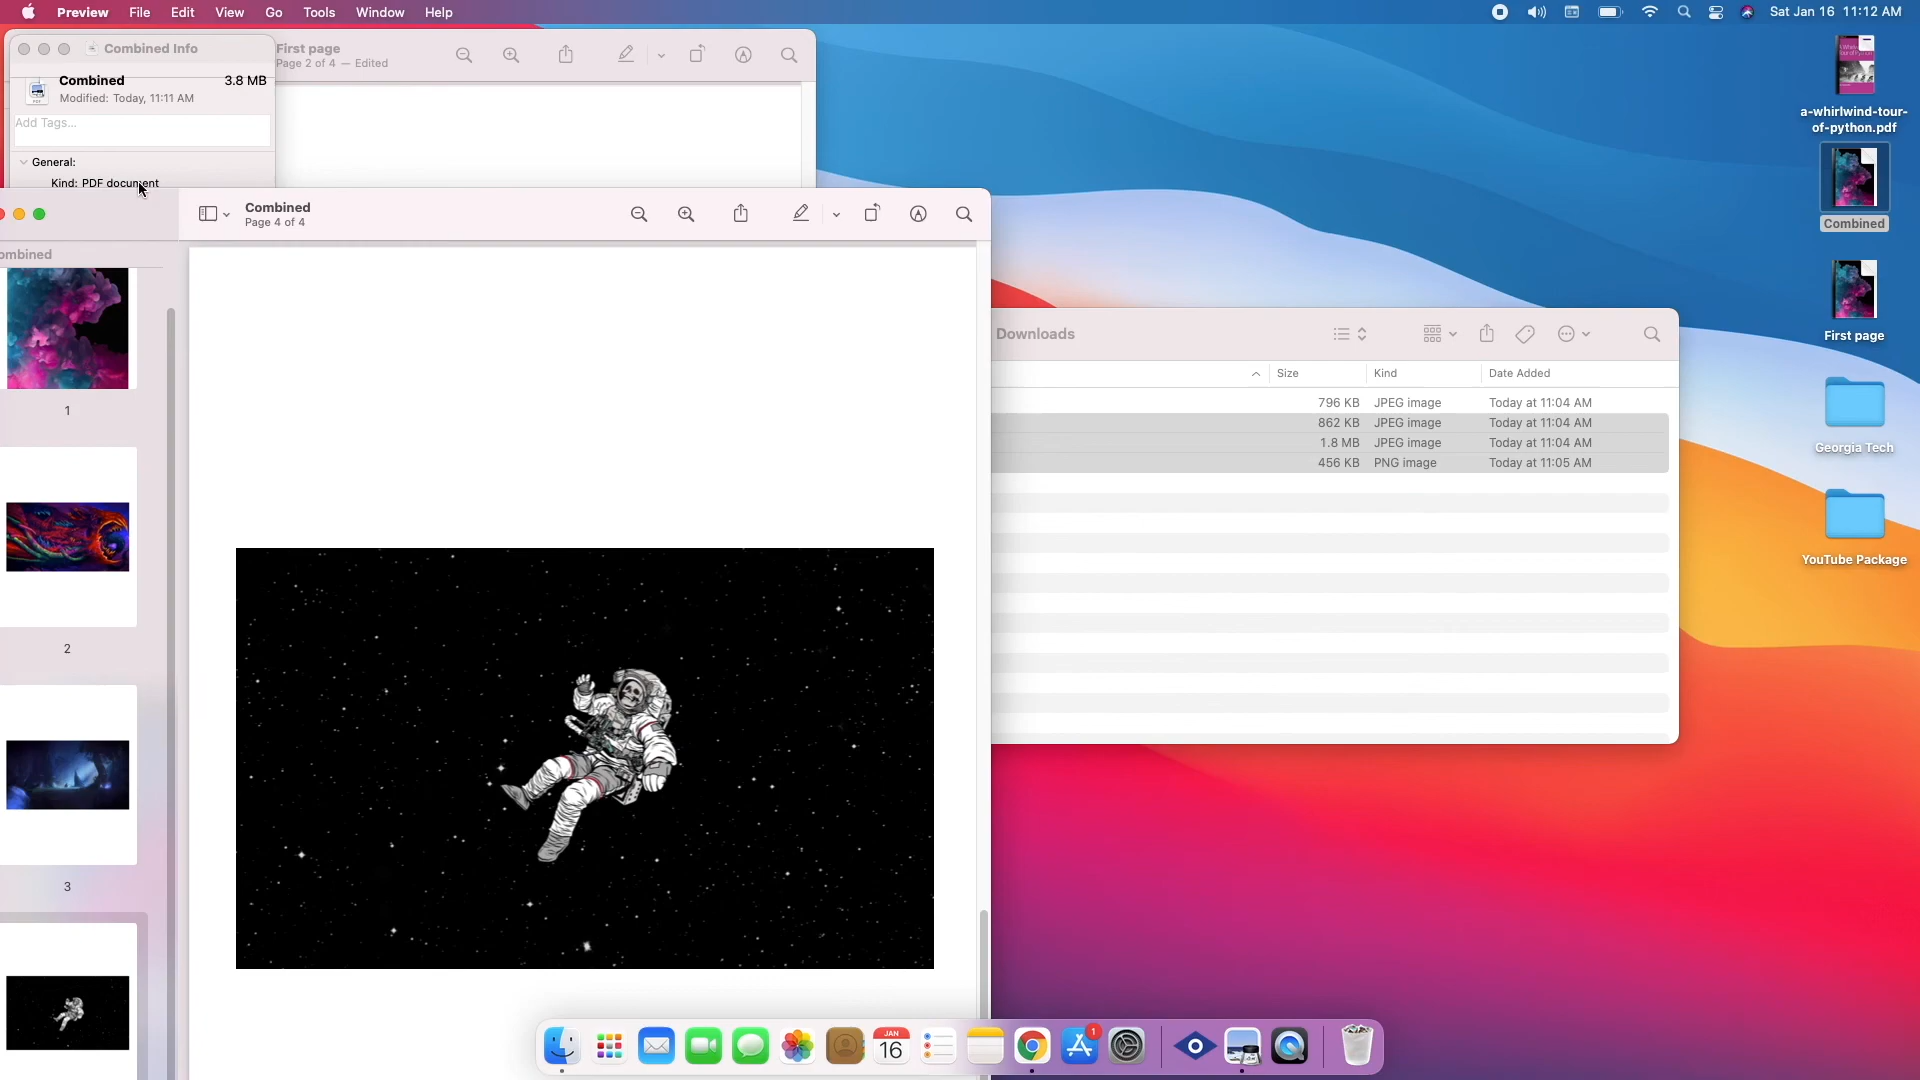 Preview File Edit View Go Tools Window Help
Sat Jan 16 11:12 AM
Combined Info
Combined 3.8 MB
Modified: Today, 11:11 AM
Add Tags...
General:
Kind: PDF document
First page
Page 2 of 4 — Edited
Combined
Page 4 of 4
ombined
1
2
3
Downloads
Size Kind Date Added
796 KB JPEG image Today at 11:04 AM
862 KB JPEG image Today at 11:04 AM
1.8 MB JPEG image Today at 11:04 AM
456 KB PNG image Today at 11:05 AM
a-whirlwind-tour-
of-python.pdf
Combined
First page
Georgia Tech
YouTube Package
JAN
16
1